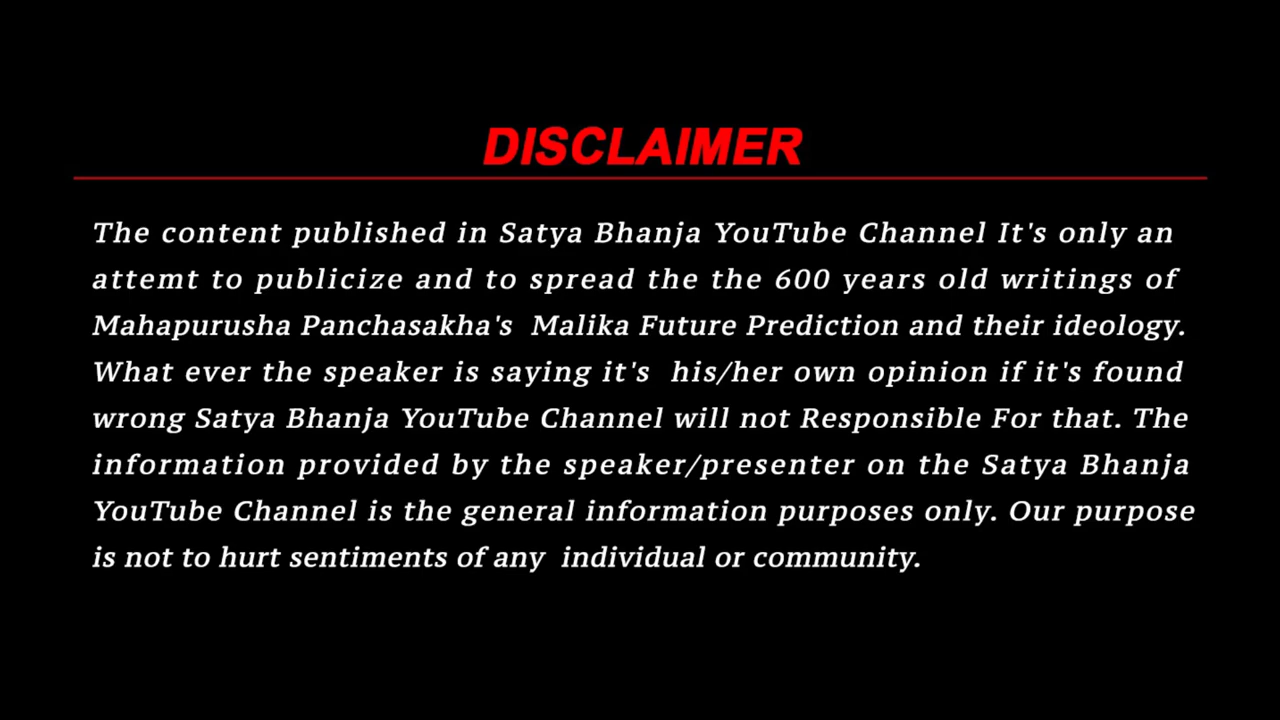 DISCLAIMER
The content published in Satya Bhanja YouTube Channel It's only an
attemt to publicize and to spread the the 600 years old writings of
Mahapurusha Panchasakha's Malika Future Prediction and their ideology.
What ever the speaker is saying it's his/her own opinion if it's found
wrong Satya Bhanja YouTube Channel will not Responsible For that. The
information provided by the speaker/presenter on the Satya Bhanja
YouTube Channel is the general information purposes only. Our purpose
is not to hurt sentiments of any individual or community.